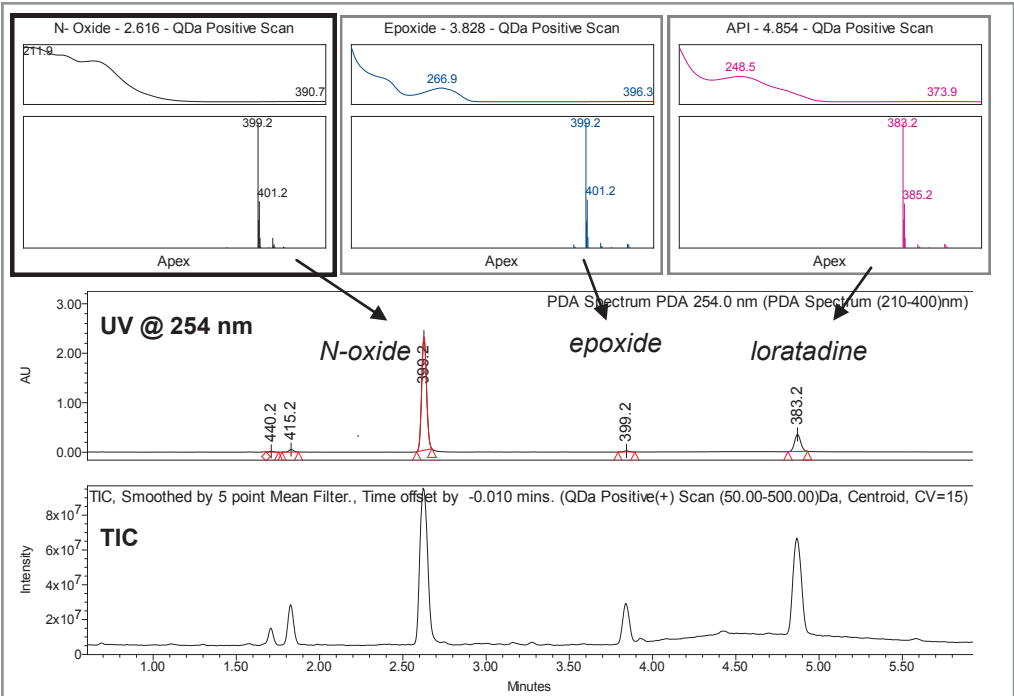 N- Oxide - 2.616 - QDa Positive Scan
211.9
390.7
399.2
401.2
Apex
Epoxide - 3.828 - QDa Positive Scan
266.9
396.3
399.2
401.2
Apex
API - 4.854 - QDa Positive Scan
248.5
373.9
383.2
385.2
Apex
PDA Spectrum PDA 254.0 nm (PDA Spectrum (210-400)nm)
UV @ 254 nm
N-oxide
epoxide
loratadine
AU
3.00
2.00
1.00
0.00
440.2
415.2
399.2
399.2
383.2
TIC, Smoothed by 5 point Mean Filter., Time offset by -0.010 mins. (QDa Positive(+) Scan (50.00-500.00)Da, Centroid, CV=15)
TIC
Intensity
8x10⁷
6x10⁷
4x10⁷
2x10⁷
0
1.00 1.50 2.00 2.50 3.00 3.50 4.00 4.50 5.00 5.50
Minutes